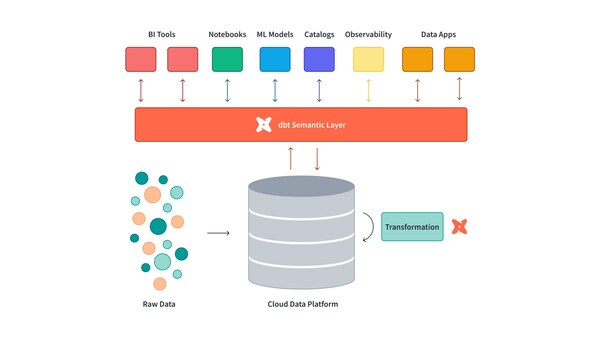 BI Tools
Notebooks
ML Models
Catalogs
Observability
Data Apps
dbt Semantic Layer
Transformation
Raw Data
Cloud Data Platform